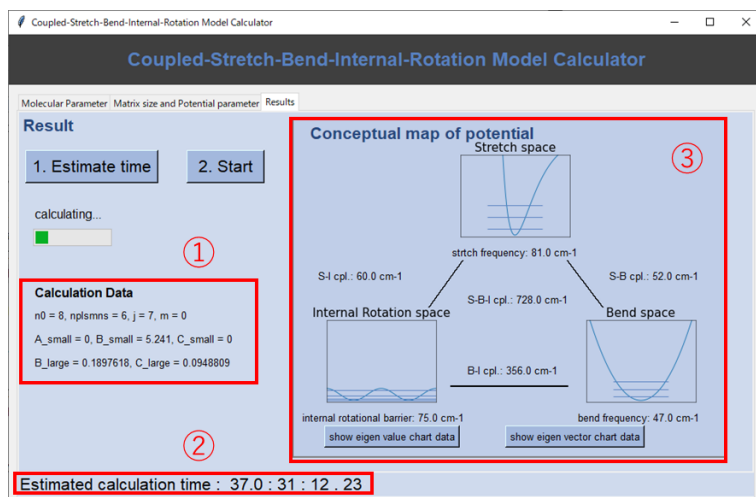 Coupled-Stretch-Bend-Internal-Rotation Model Calculator
Coupled-Stretch-Bend-Internal-Rotation Model Calculator
Molecular Parameter
Matrix size and Potential parameter
Results
Result
1. Estimate time
2. Start
calculating...
①
Calculation Data
n0 = 8, nplsmns = 6, j = 7, m = 0
A_small = 0, B_small = 5.241, C_small = 0
B_large = 0.1897618, C_large = 0.0948809
Conceptual map of potential
③
Stretch space
strtch frequency: 81.0 cm-1
S-I cpl.: 60.0 cm-1
S-B cpl.: 52.0 cm-1
S-B-I cpl.: 728.0 cm-1
Internal Rotation space
Bend space
B-I cpl.: 356.0 cm-1
internal rotational barrier: 75.0 cm-1
bend frequency: 47.0 cm-1
show eigen value chart data
show eigen vector chart data
②
Estimated calculation time : 37.0 : 31 : 12 . 23